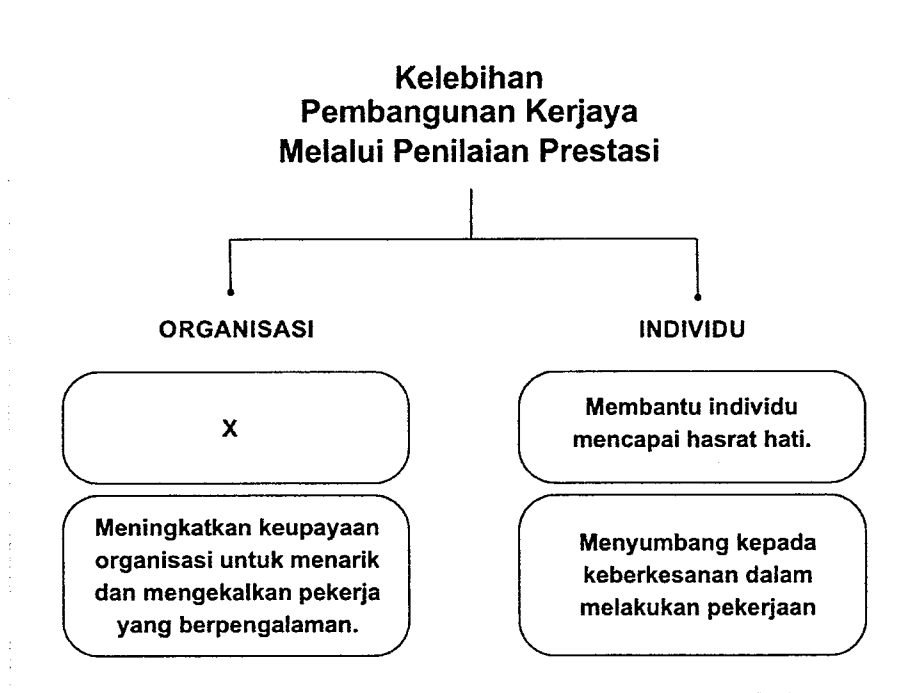 Kelebihan
Pembangunan Kerjaya
Melalui Penilaian Prestasi
ORGANISASI
X
Meningkatkan keupayaan
organisasi untuk menarik
dan mengekalkan pekerja
yang berpengalaman.
INDIVIDU
Membantu individu
mencapai hasrat hati.
Menyumbang kepada
keberkesanan dalam
melakukan pekerjaan